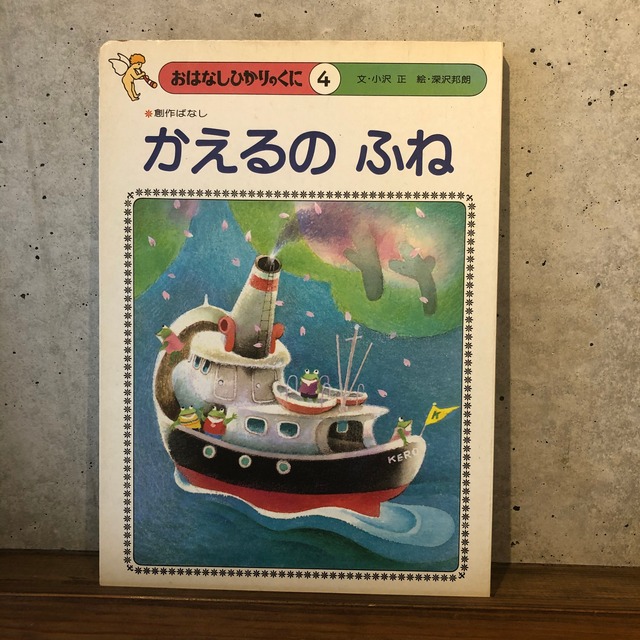 おはなしひかりのくに 4 文・小沢 正 絵・深沢邦朗
✽創作ばなし
かえるの ふね
K
KERO